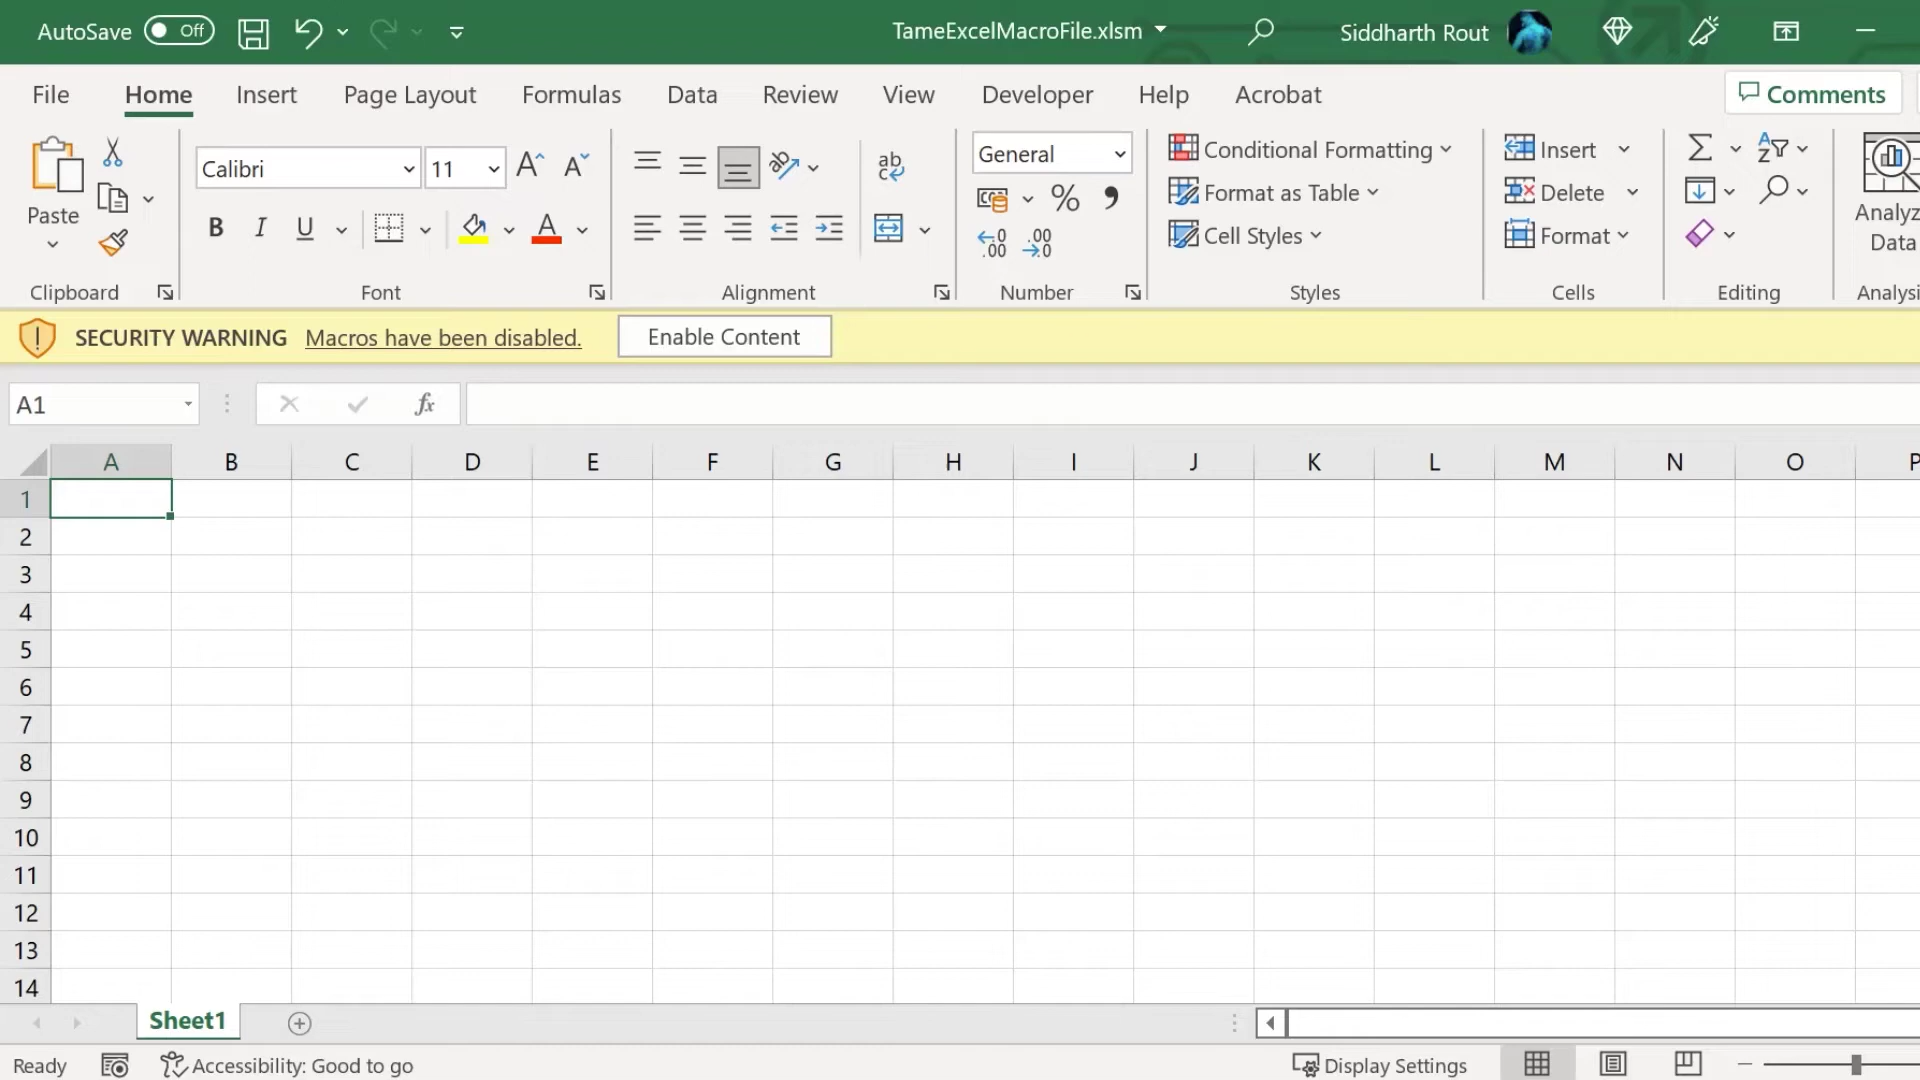 AutoSave Off TameExcelMacroFile.xlsm Siddharth Rout
File Home Insert Page Layout Formulas Data Review View Developer Help Acrobat Comments
Paste
Calibri 11
B I U A
ab
General
% 
Conditional Formatting
Format as Table
Cell Styles
Insert
Delete
Format
Analyz
Data
Clipboard Font Alignment Number Styles Cells Editing Analysi
SECURITY WARNING Macros have been disabled. Enable Content
A1 fx
A B C D E F G H I J K L M N O P
1
2
3
4
5
6
7
8
9
10
11
12
13
14
Sheet1
Ready Accessibility: Good to go Display Settings